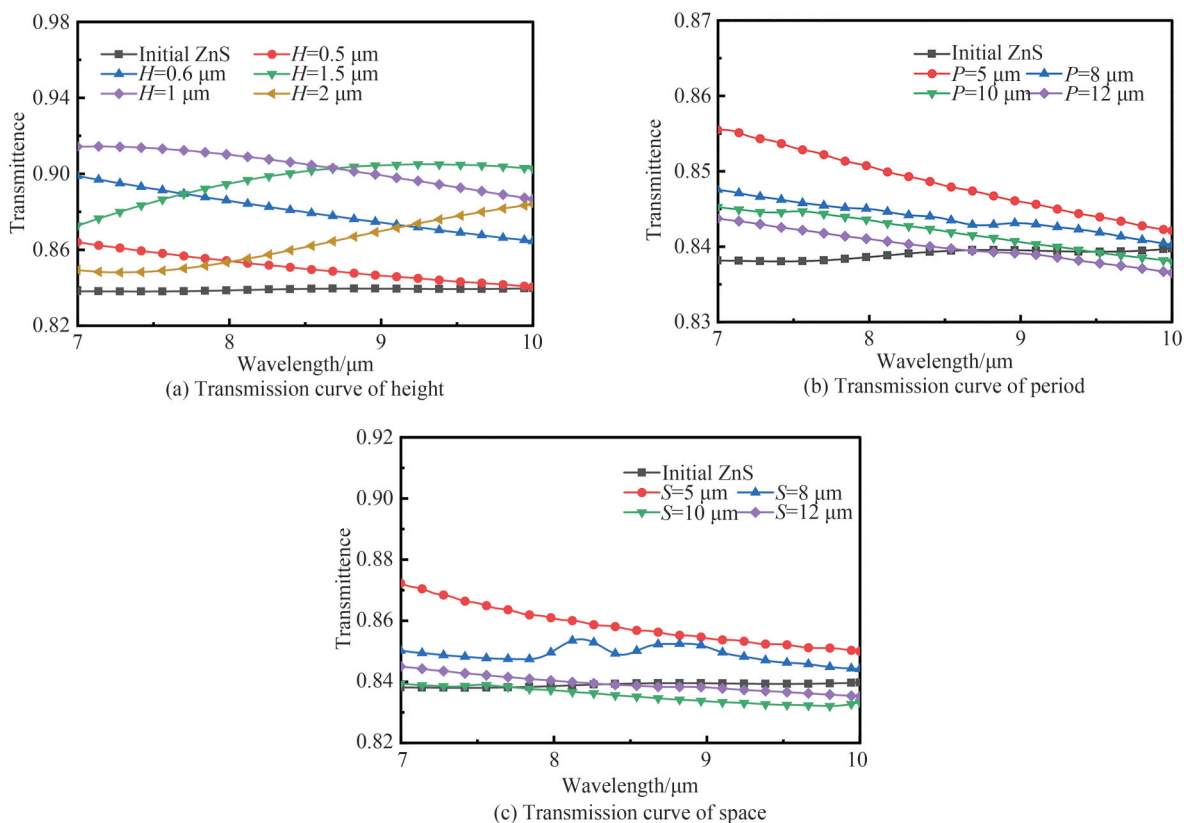 0.98
0.94
0.90
0.86
0.82
Transmittence
Initial ZnS H=0.5 μm
H=0.6 μm H=1.5 μm
H=1 μm H=2 μm
7 8 9 10
Wavelength/μm
(a) Transmission curve of height
0.87
0.86
0.85
0.84
0.83
Transmittence
Initial ZnS
P=5 μm P=8 μm
P=10 μm P=12 μm
7 8 9 10
Wavelength/μm
(b) Transmission curve of period
0.92
0.90
0.88
0.86
0.84
0.82
Transmittence
Initial ZnS
S=5 μm S=8 μm
S=10 μm S=12 μm
7 8 9 10
Wavelength/μm
(c) Transmission curve of space